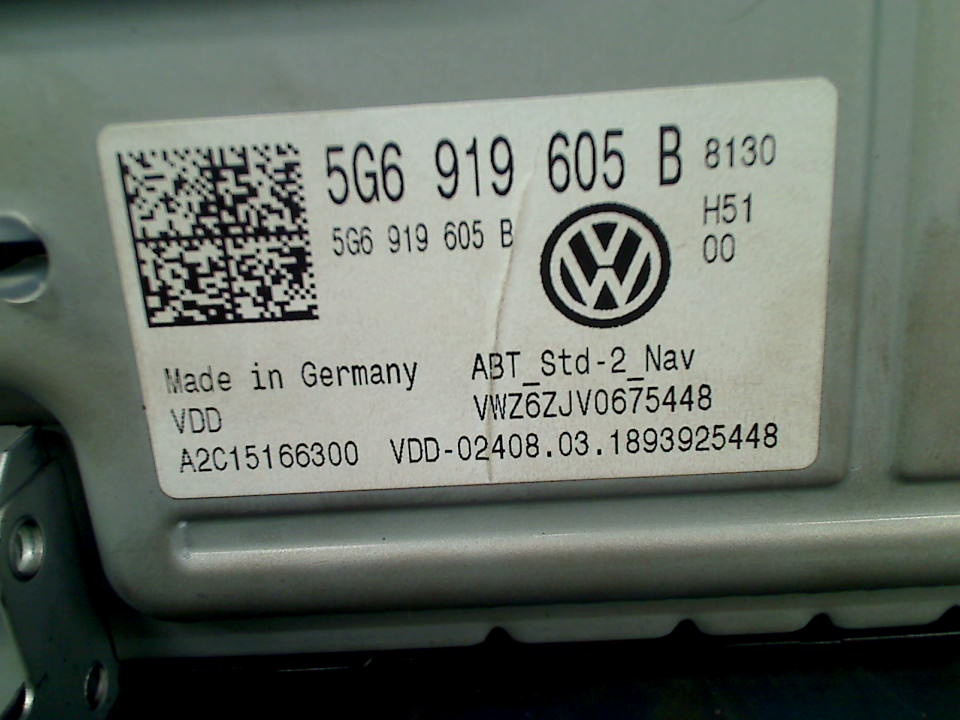 5G6 919 605 B 8130
5G6 919 605 B
H51
00
Made in Germany ABT_Std-2_Nav
VDD VWZ6ZJV0675448
A2C15166300 VDD-02408.03.1893925448